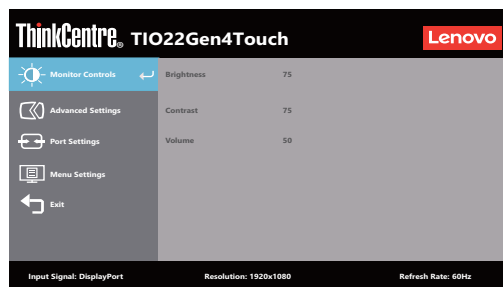 ThinkCentre® TIO22Gen4Touch
Lenovo
Monitor Controls
Brightness 75
Advanced Settings
Contrast 75
Port Settings
Volume 50
Menu Settings
Exit
Input Signal: DisplayPort Resolution: 1920x1080 Refresh Rate: 60Hz